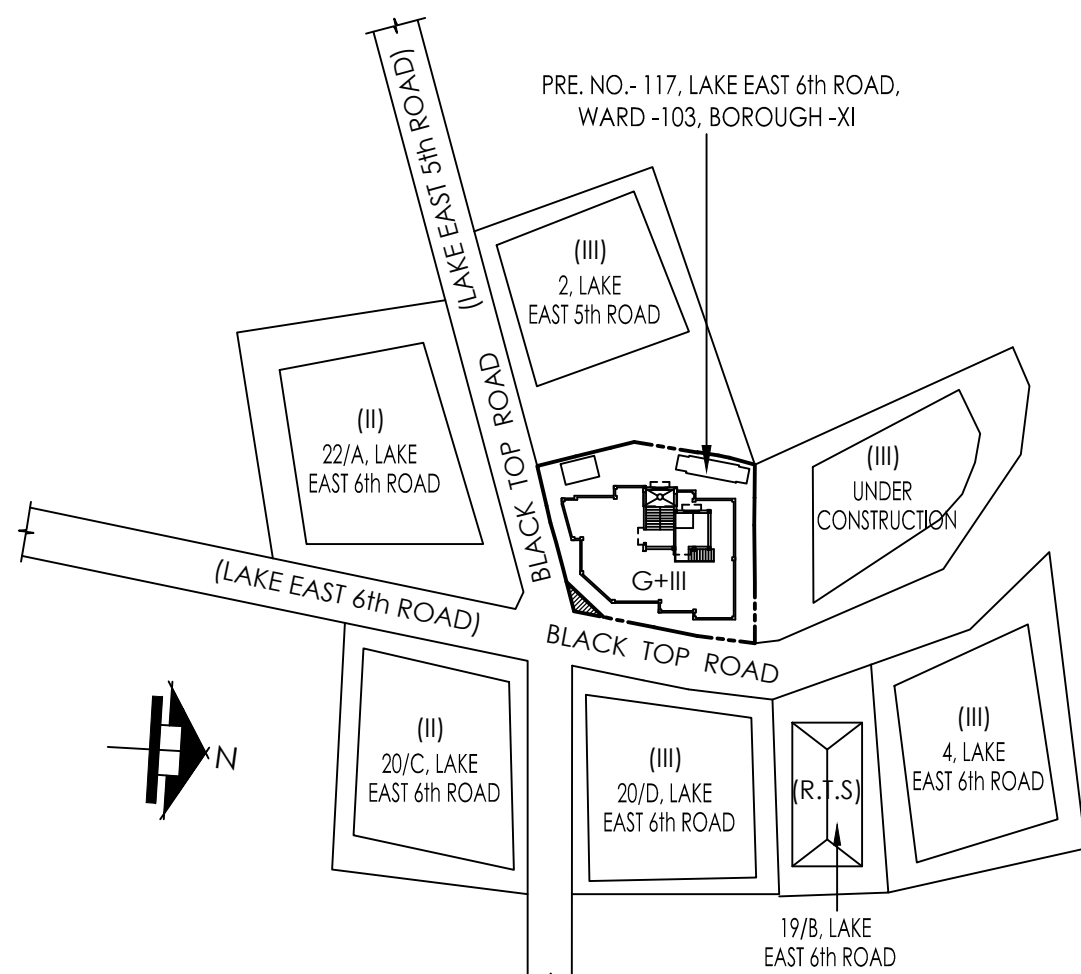 PRE. NO.- 117, LAKE EAST 6th ROAD,
WARD -103, BOROUGH -XI
(LAKE EAST 5th ROAD)
BLACK TOP ROAD
(III)
2, LAKE
EAST 5th ROAD
(II)
22/A, LAKE
EAST 6th ROAD
(III)
UNDER
CONSTRUCTION
G+III
(LAKE EAST 6th ROAD)
BLACK TOP ROAD
N
(II)
20/C, LAKE
EAST 6th ROAD
(III)
20/D, LAKE
EAST 6th ROAD
(R.T.S)
(III)
4, LAKE
EAST 6th ROAD
19/B, LAKE
EAST 6th ROAD